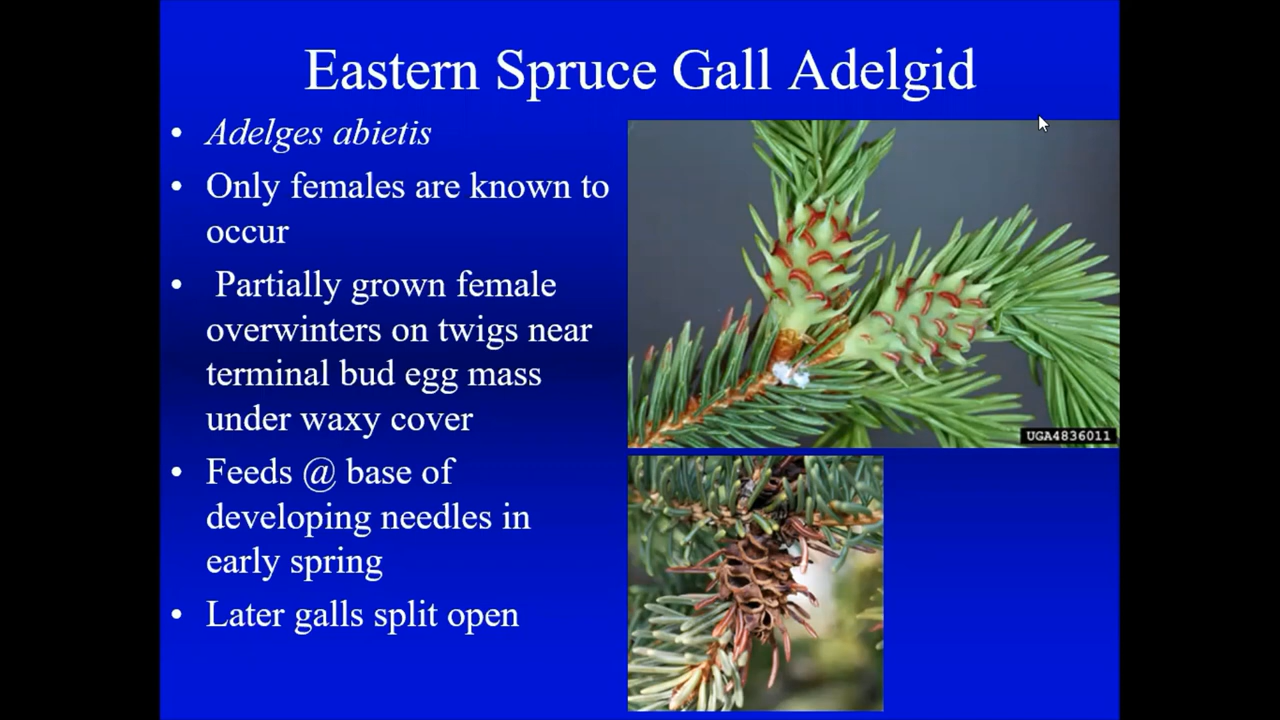 Eastern Spruce Gall Adelgid
• Adelges abietis
• Only females are known to
occur
• Partially grown female
overwinters on twigs near
terminal bud egg mass
under waxy cover
• Feeds @ base of
developing needles in
early spring
• Later galls split open
UGA4836011